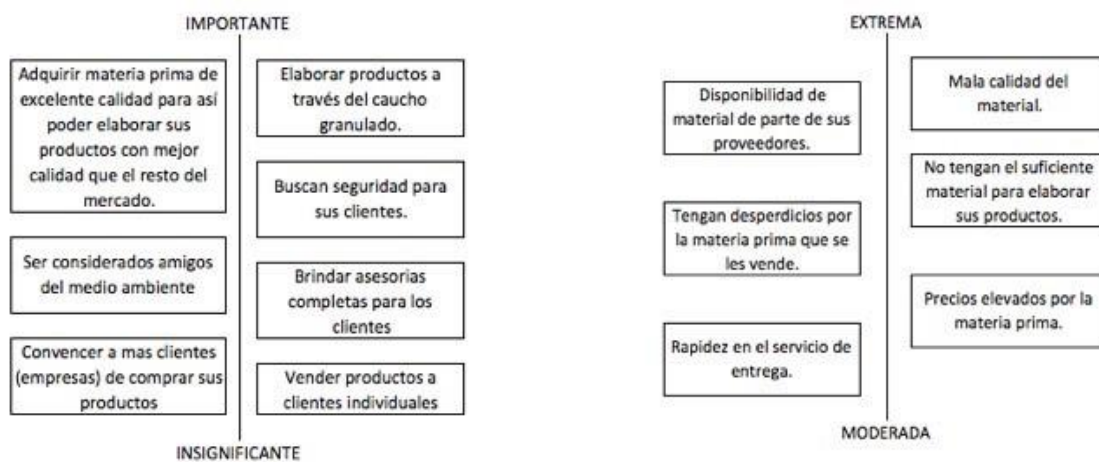 IMPORTANTE
Adquirir materia prima de
excelente calidad para así
poder elaborar sus
productos con mejor
calidad que el resto del
mercado.
Ser considerados amigos
del medio ambiente
Convencer a mas clientes
(empresas) de comprar sus
productos
Elaborar productos a
través del caucho
granulado.
Buscan seguridad para
sus clientes.
Brindar asesorias
completas para los
clientes
Vender productos a
clientes individuales
INSIGNIFICANTE
EXTREMA
Disponibilidad de
material de parte de sus
proveedores.
Tengan desperdicios por
la materia prima que se
les vende.
Rapidez en el servicio de
entrega.
Mala calidad del
material.
No tengan el suficiente
material para elaborar
sus productos.
Precios elevados por la
materia prima.
MODERADA